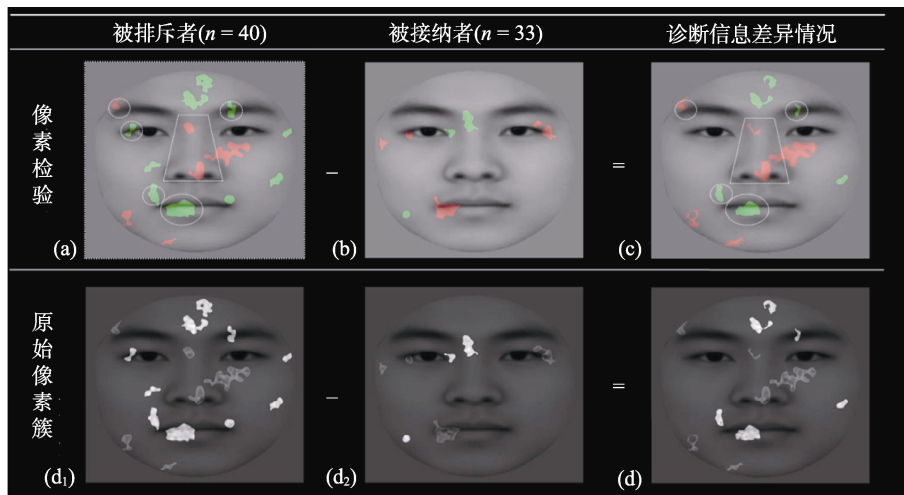 被排斥者(n = 40)
被接纳者(n = 33)
诊断信息差异情况
像素检验
(a)
–
(b)
=
(c)
原始像素簇
(d₁)
–
(d₂)
=
(d)